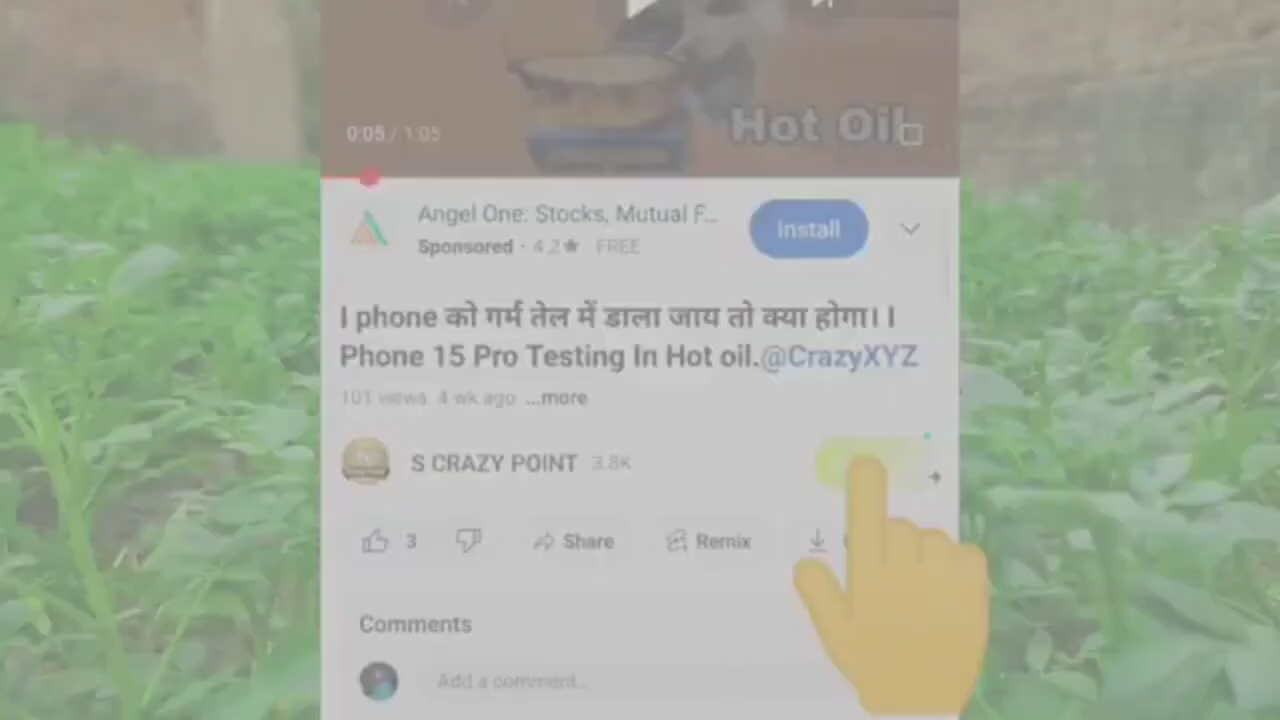 Hot Oil
0:05 / 1:05
Angel One: Stocks, Mutual F...
Sponsored · 4.2★ FREE
Install
I phone को गर्म तेल में डाला जाय तो क्या होगा। I
Phone 15 Pro Testing In Hot oil.@CrazyXYZ
101 views 4 wk ago ...more
S CRAZY POINT 3.8K
3 Share Remix
Comments
Add a comment...